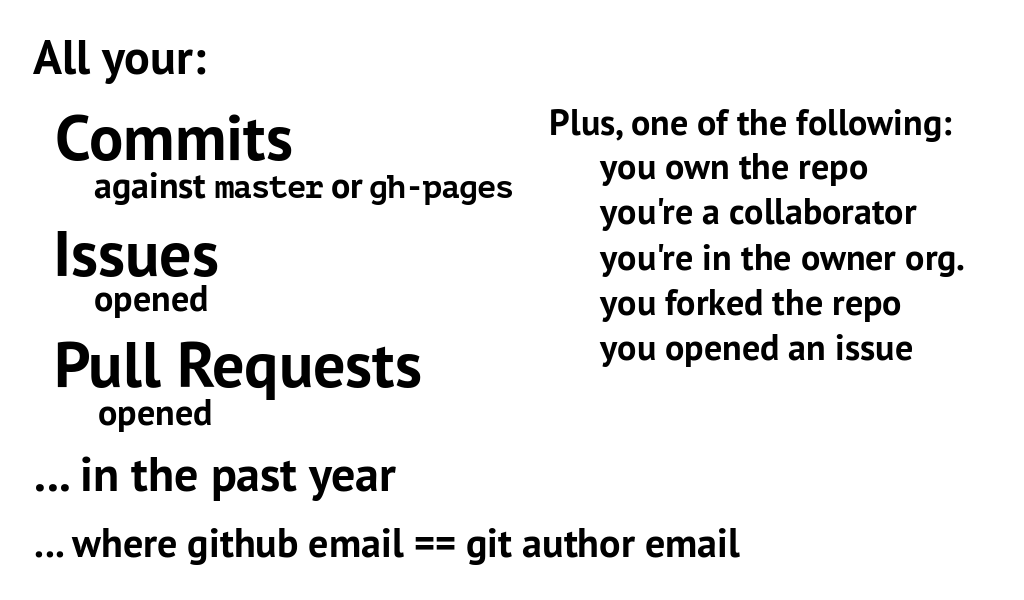 All your:
Commits
against master or gh-pages
Issues
opened
Pull Requests
opened
... in the past year
... where github email == git author email
Plus, one of the following:
you own the repo
you're a collaborator
you're in the owner org.
you forked the repo
you opened an issue